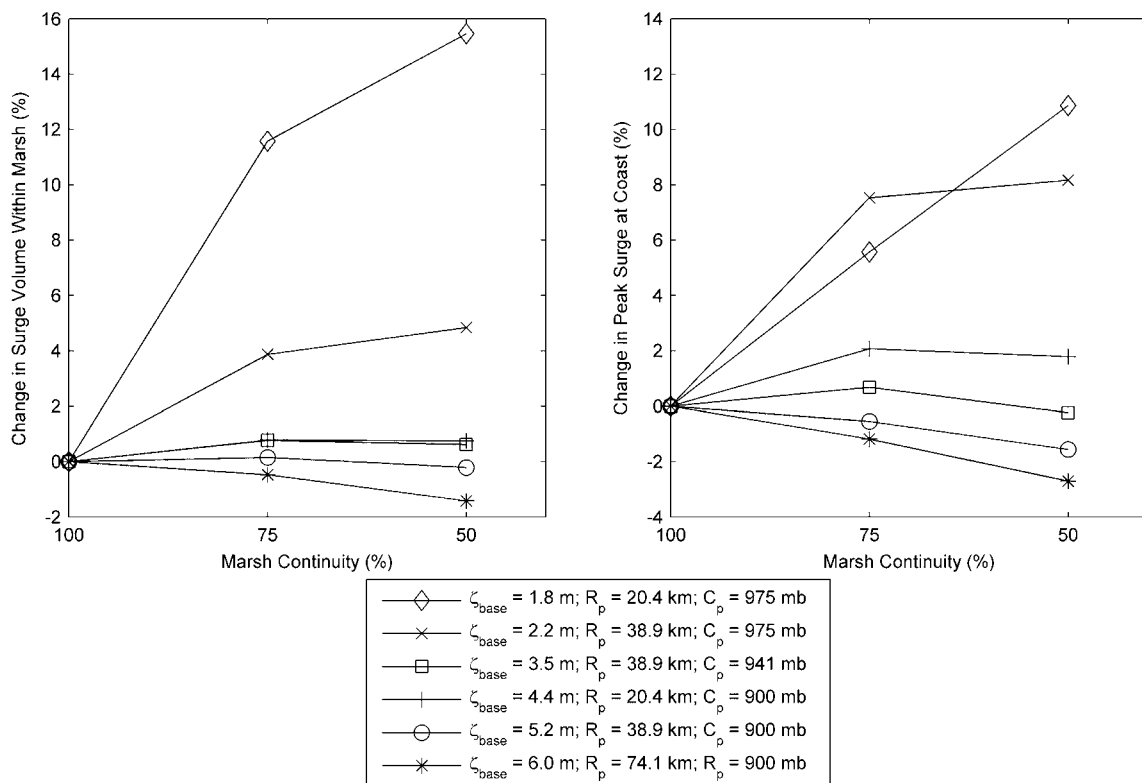 Change in Surge Volume Within Marsh (%)
16
14
12
10
8
6
4
2
0
-2
100
75
50
Marsh Continuity (%)
Change in Peak Surge at Coast (%)
14
12
10
8
6
4
2
0
-2
-4
100
75
50
Marsh Continuity (%)
ζbase = 1.8 m; Rp = 20.4 km; Cp = 975 mb
ζbase = 2.2 m; Rp = 38.9 km; Cp = 975 mb
ζbase = 3.5 m; Rp = 38.9 km; Cp = 941 mb
ζbase = 4.4 m; Rp = 20.4 km; Cp = 900 mb
ζbase = 5.2 m; Rp = 38.9 km; Cp = 900 mb
ζbase = 6.0 m; Rp = 74.1 km; Rp = 900 mb